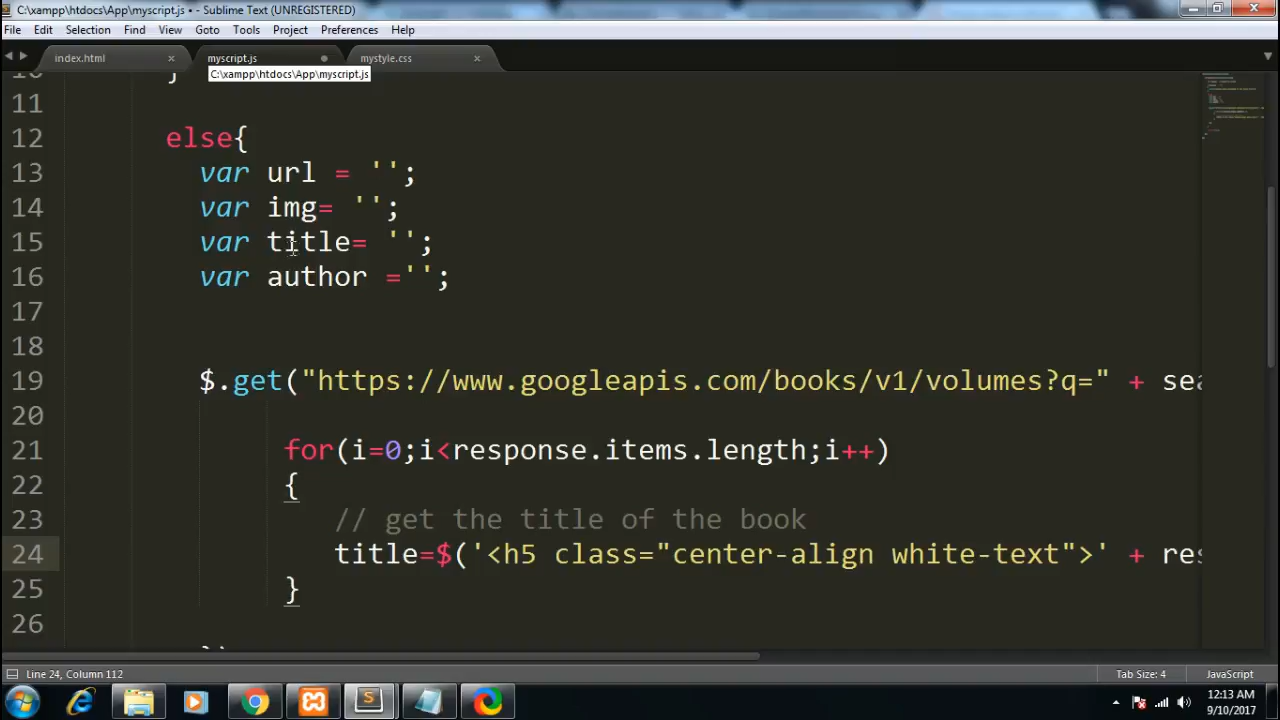 C:\xampp\htdocs\App\myscript.js • - Sublime Text (UNREGISTERED)
File Edit Selection Find View Goto Tools Project Preferences Help
index.html × myscript.js mystyle.css ×
C:\xampp\htdocs\App\myscript.js
11
12 else{
13 var url = '';
14 var img= '';
15 var title= '';
16 var author ='';
17
18
19 $.get("https://www.googleapis.com/books/v1/volumes?q=" + sea
20
21 for(i=0;i<response.items.length;i++)
22 {
23 // get the title of the book
24 title=$('<h5 class="center-align white-text">' + res
25 }
26
Line 24, Column 112 Tab Size: 4 JavaScript
12:13 AM
9/10/2017